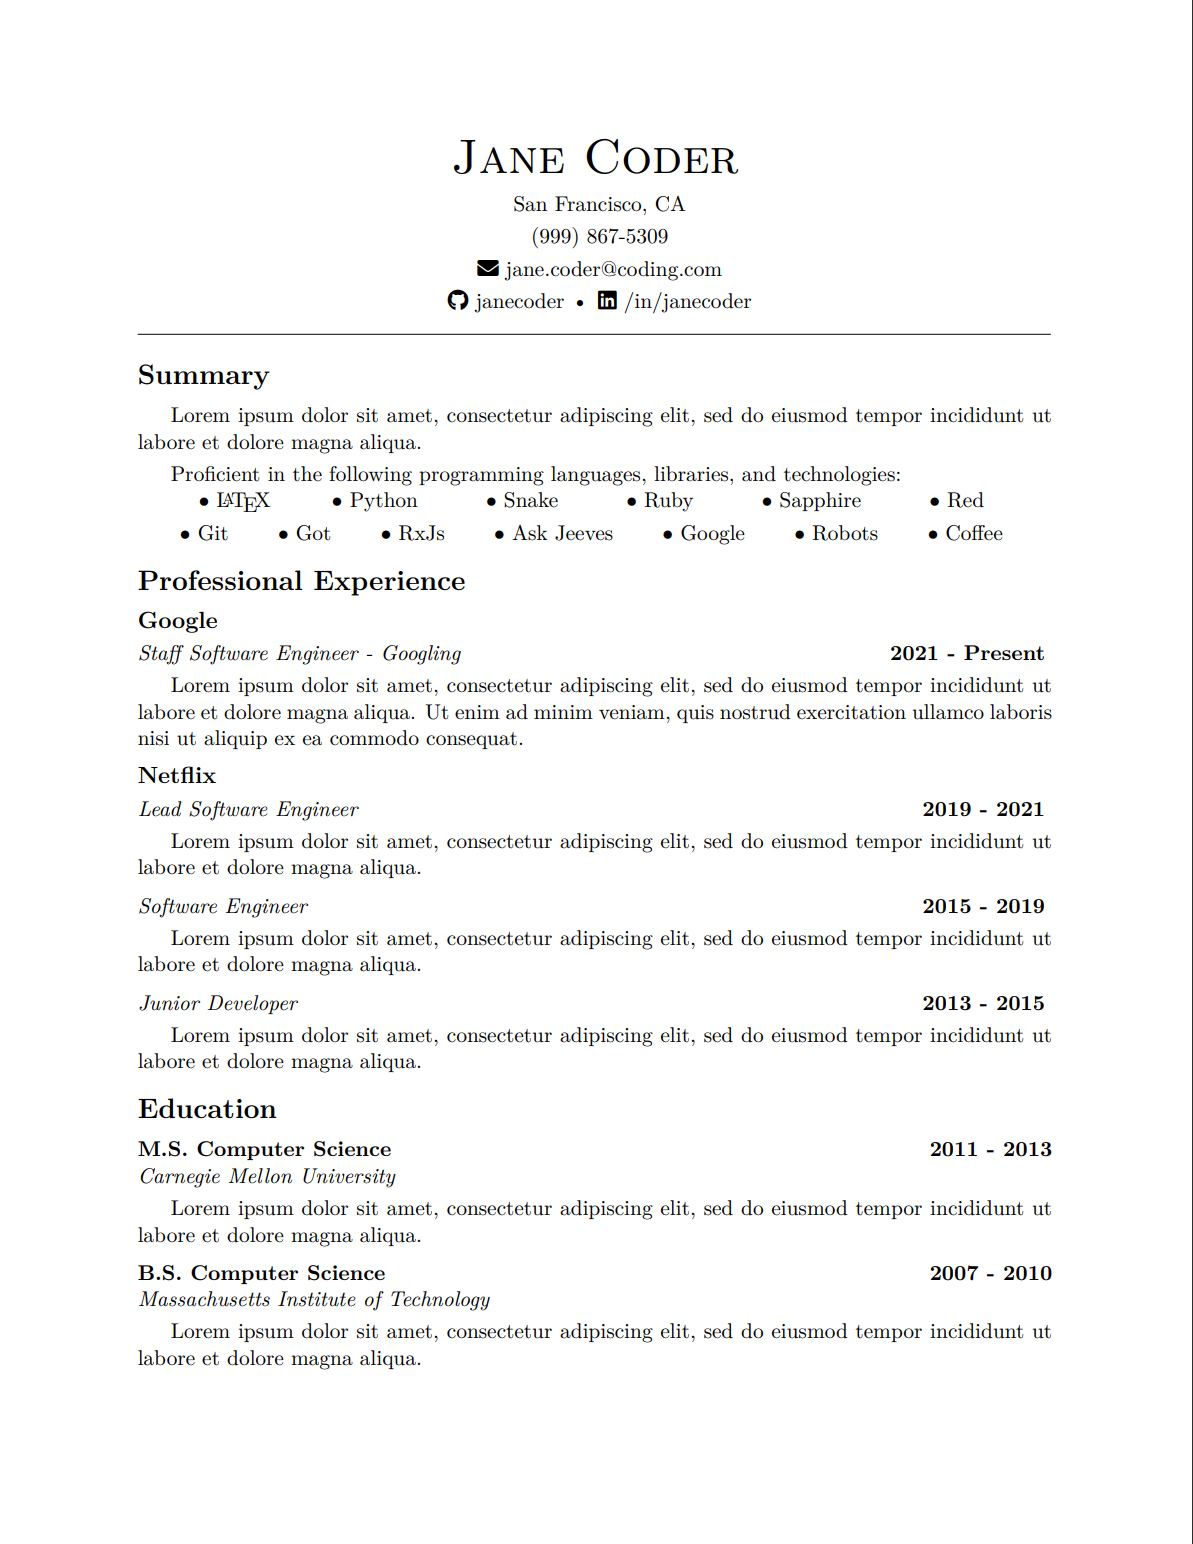 Jane Coder
San Francisco, CA
(999) 867-5309
jane.coder@coding.com
janecoder • /in/janecoder
Summary
Lorem ipsum dolor sit amet, consectetur adipiscing elit, sed do eiusmod tempor incididunt ut
labore et dolore magna aliqua.
Proficient in the following programming languages, libraries, and technologies:
• LATEX • Python • Snake • Ruby • Sapphire • Red
• Git • Got • RxJs • Ask Jeeves • Google • Robots • Coffee
Professional Experience
Google
Staff Software Engineer - Googling 2021 - Present
Lorem ipsum dolor sit amet, consectetur adipiscing elit, sed do eiusmod tempor incididunt ut
labore et dolore magna aliqua. Ut enim ad minim veniam, quis nostrud exercitation ullamco laboris
nisi ut aliquip ex ea commodo consequat.
Netflix
Lead Software Engineer 2019 - 2021
Lorem ipsum dolor sit amet, consectetur adipiscing elit, sed do eiusmod tempor incididunt ut
labore et dolore magna aliqua.
Software Engineer 2015 - 2019
Lorem ipsum dolor sit amet, consectetur adipiscing elit, sed do eiusmod tempor incididunt ut
labore et dolore magna aliqua.
Junior Developer 2013 - 2015
Lorem ipsum dolor sit amet, consectetur adipiscing elit, sed do eiusmod tempor incididunt ut
labore et dolore magna aliqua.
Education
M.S. Computer Science 2011 - 2013
Carnegie Mellon University
Lorem ipsum dolor sit amet, consectetur adipiscing elit, sed do eiusmod tempor incididunt ut
labore et dolore magna aliqua.
B.S. Computer Science 2007 - 2010
Massachusetts Institute of Technology
Lorem ipsum dolor sit amet, consectetur adipiscing elit, sed do eiusmod tempor incididunt ut
labore et dolore magna aliqua.